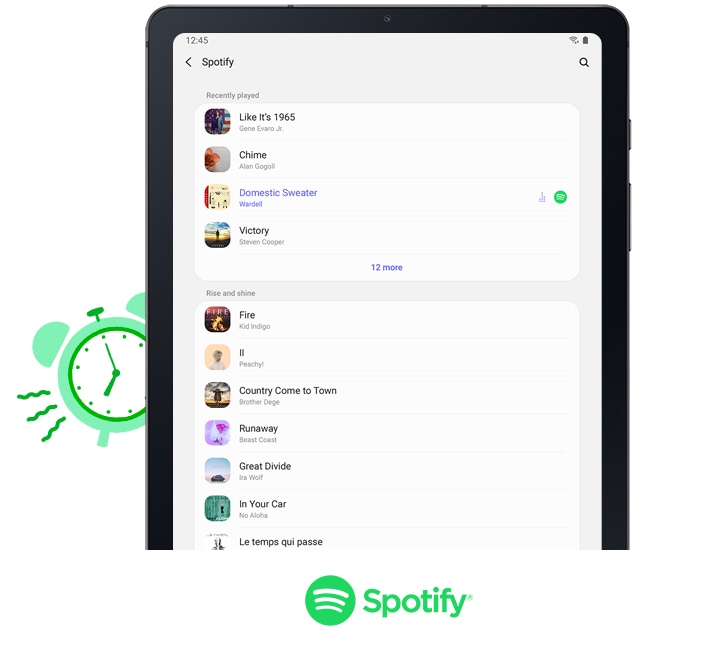 12:45
Spotify
Recently played
Like It's 1965
Gene Evaro Jr.
Chime
Alan Gogoll
Domestic Sweater
Wardell
Victory
Steven Cooper
12 more
Rise and shine
FIRE
Fire
Kid Indigo
II
Peachy!
Country Come to Town
Brother Dege
Runaway
Beast Coast
Great Divide
Ira Wolf
In Your Car
No Aloha
Le temps qui passe
Spotify®